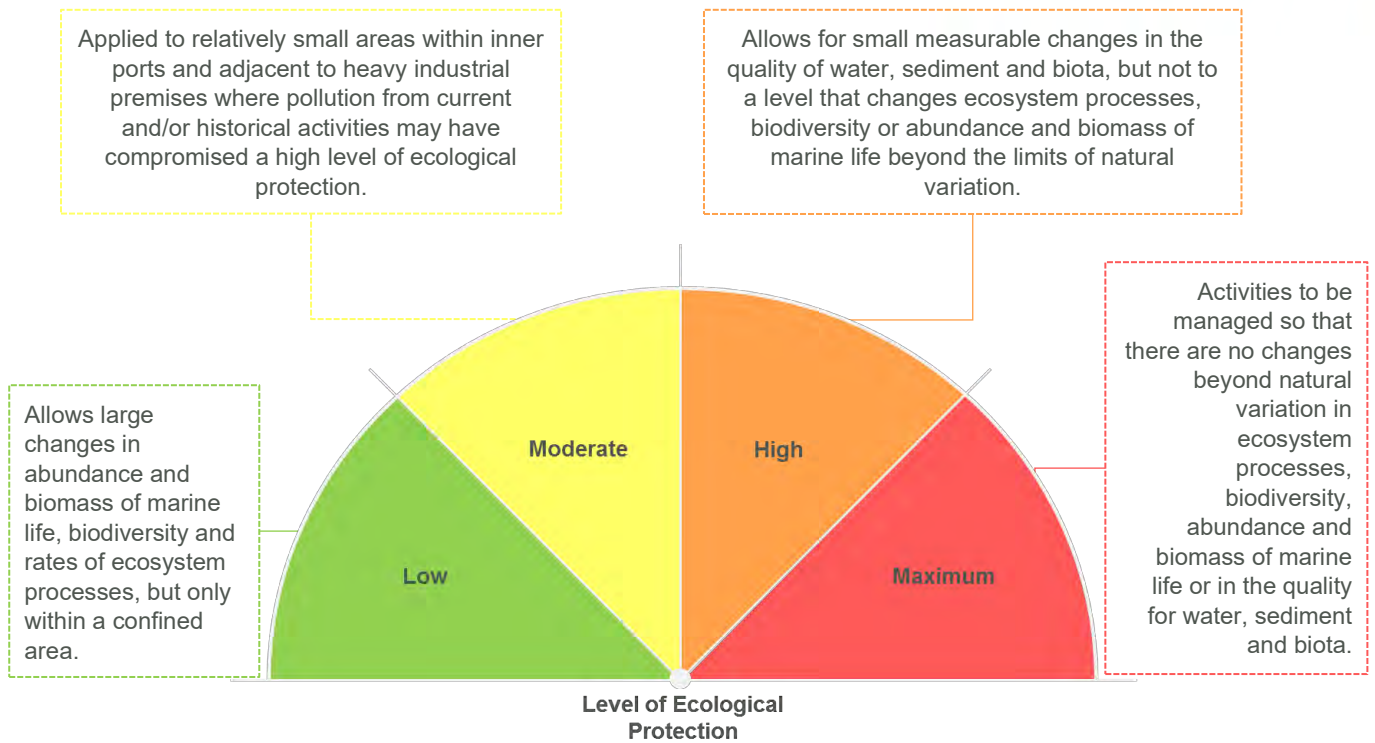 Applied to relatively small areas within inner
ports and adjacent to heavy industrial
premises where pollution from current
and/or historical activities may have
compromised a high level of ecological
protection.
Allows for small measurable changes in the
quality of water, sediment and biota, but not to
a level that changes ecosystem processes,
biodiversity or abundance and biomass of
marine life beyond the limits of natural
variation.
Activities to be
managed so that
there are no changes
beyond natural
variation in
ecosystem
processes,
biodiversity,
abundance and
biomass of marine
life or in the quality
for water, sediment
and biota.
Allows large
changes in
abundance and
biomass of marine
life, biodiversity and
rates of ecosystem
processes, but only
within a confined
area.
Low
Moderate
High
Maximum
Level of Ecological
Protection